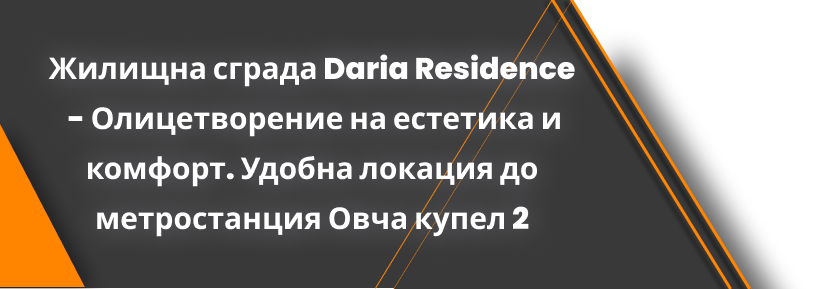 Жилищна сграда Daria Residence
– Олицетворение на естетика и
комфорт. Удобна локация до
метростанция Овча купел 2